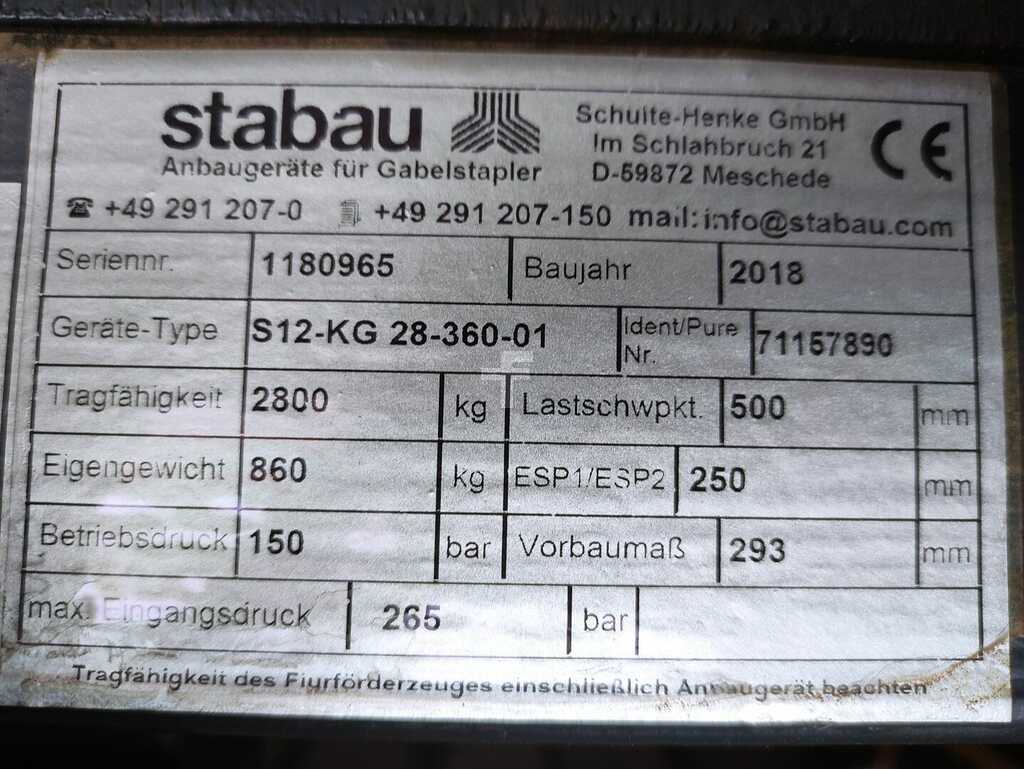 stabau
Anbaugeräte für Gabelstapler
Schulte-Henke GmbH
Im Schlahbruch 21
D-59872 Meschede
CE
☎ +49 291 207-0 +49 291 207-150 mail:info@stabau.com
Seriennr. 1180965 Baujahr 2018
Geräte-Type S12-KG 28-360-01 Ident/Pure Nr. 71157890
Tragfähigkeit 2800 kg Lastschwpkt. 500 mm
Eigengewicht 860 kg ESP1/ESP2 250 mm
Betriebsdruck 150 bar Vorbaumaß 293 mm
max. Eingangsdruck 265 bar
Tragfähigkeit des Flurförderzeuges einschließlich Anbaugerät beachten